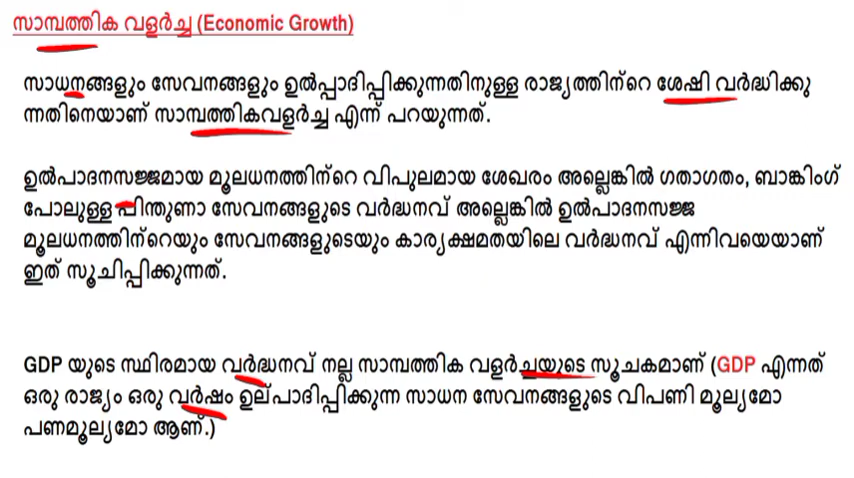 സാമ്പത്തിക വളർച്ച (Economic Growth)
സാധനങ്ങളും സേവനങ്ങളും ഉൽപ്പാദിപ്പിക്കുന്നതിനുള്ള രാജ്യത്തിന്റെ ശേഷി വർദ്ധിക്കു
ന്നതിനെയാണ് സാമ്പത്തികവളർച്ച എന്ന് പറയുന്നത്.
ഉൽപാദനസജ്ജമായ മൂലധനത്തിന്റെ വിപുലമായ ശേഖരം അല്ലെങ്കിൽ ഗതാഗതം, ബാങ്കിംഗ്
പോലുള്ള പിന്തുണാ സേവനങ്ങളുടെ വർദ്ധനവ് അല്ലെങ്കിൽ ഉൽപാദനസജ്ജ
മൂലധനത്തിന്റെയും സേവനങ്ങളുടെയും കാര്യക്ഷമതയിലെ വർദ്ധനവ് എന്നിവയെയാണ്
ഇത് സൂചിപ്പിക്കുന്നത്.
GDP യുടെ സ്ഥിരമായ വർദ്ധനവ് നല്ല സാമ്പത്തിക വളർച്ചയുടെ സൂചകമാണ് (GDP എന്നത്
ഒരു രാജ്യം ഒരു വർഷം ഉല്പാദിപ്പിക്കുന്ന സാധന സേവനങ്ങളുടെ വിപണി മൂല്യമോ
പണമൂല്യമോ ആണ്.)